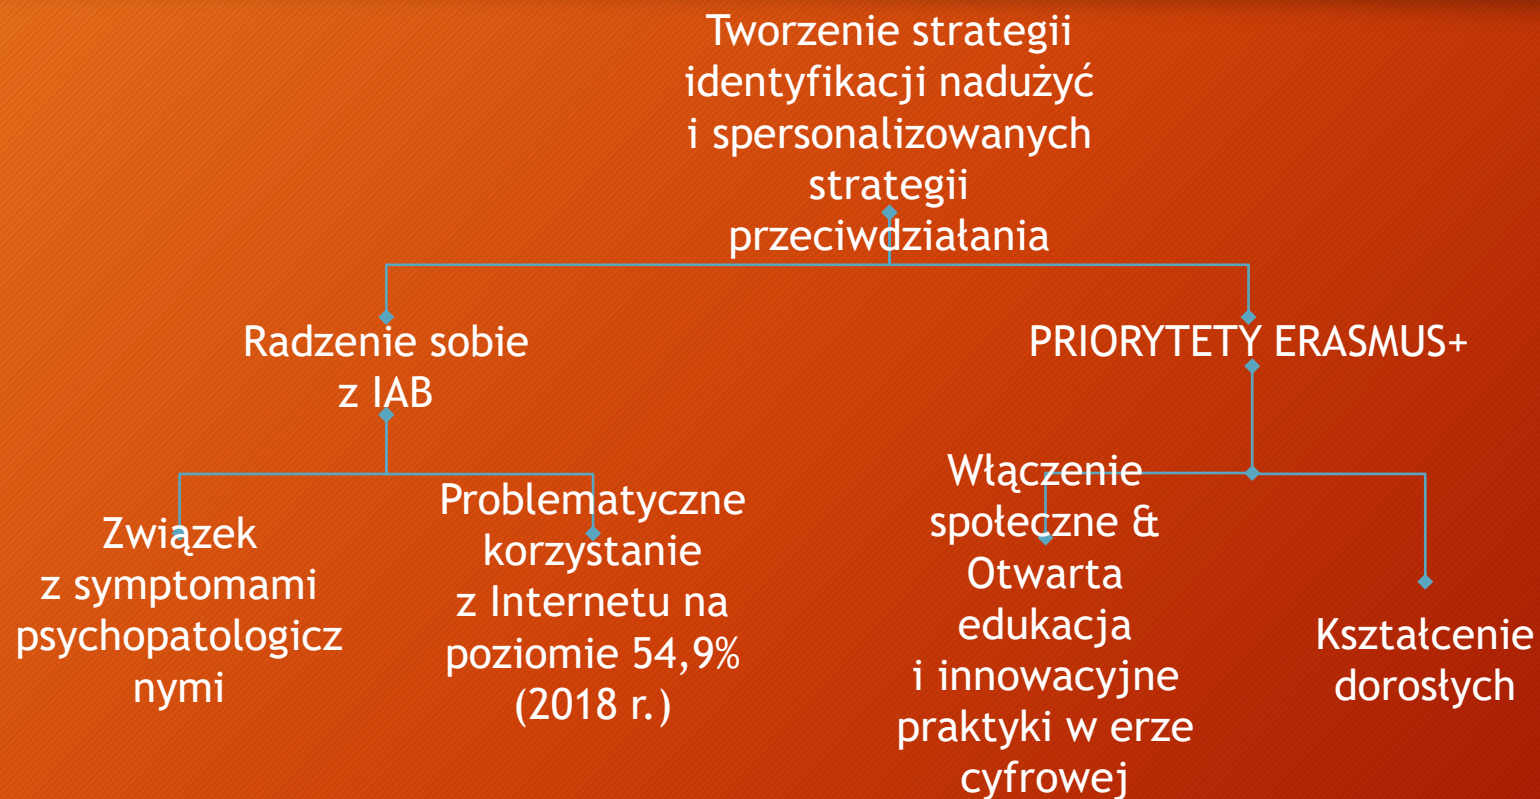 Tworzenie strategii
identyfikacji nadużyć
i spersonalizowanych
strategii
przeciwdziałania
Radzenie sobie
z IAB
PRIORYTETY ERASMUS+
Związek
z symptomami
psychopatologicz
nymi
Problematyczne
korzystanie
z Internetu na
poziomie 54,9%
(2018 r.)
Włączenie
społeczne &
Otwarta
edukacja
i innowacyjne
praktyki w erze
cyfrowej
Kształcenie
dorosłych